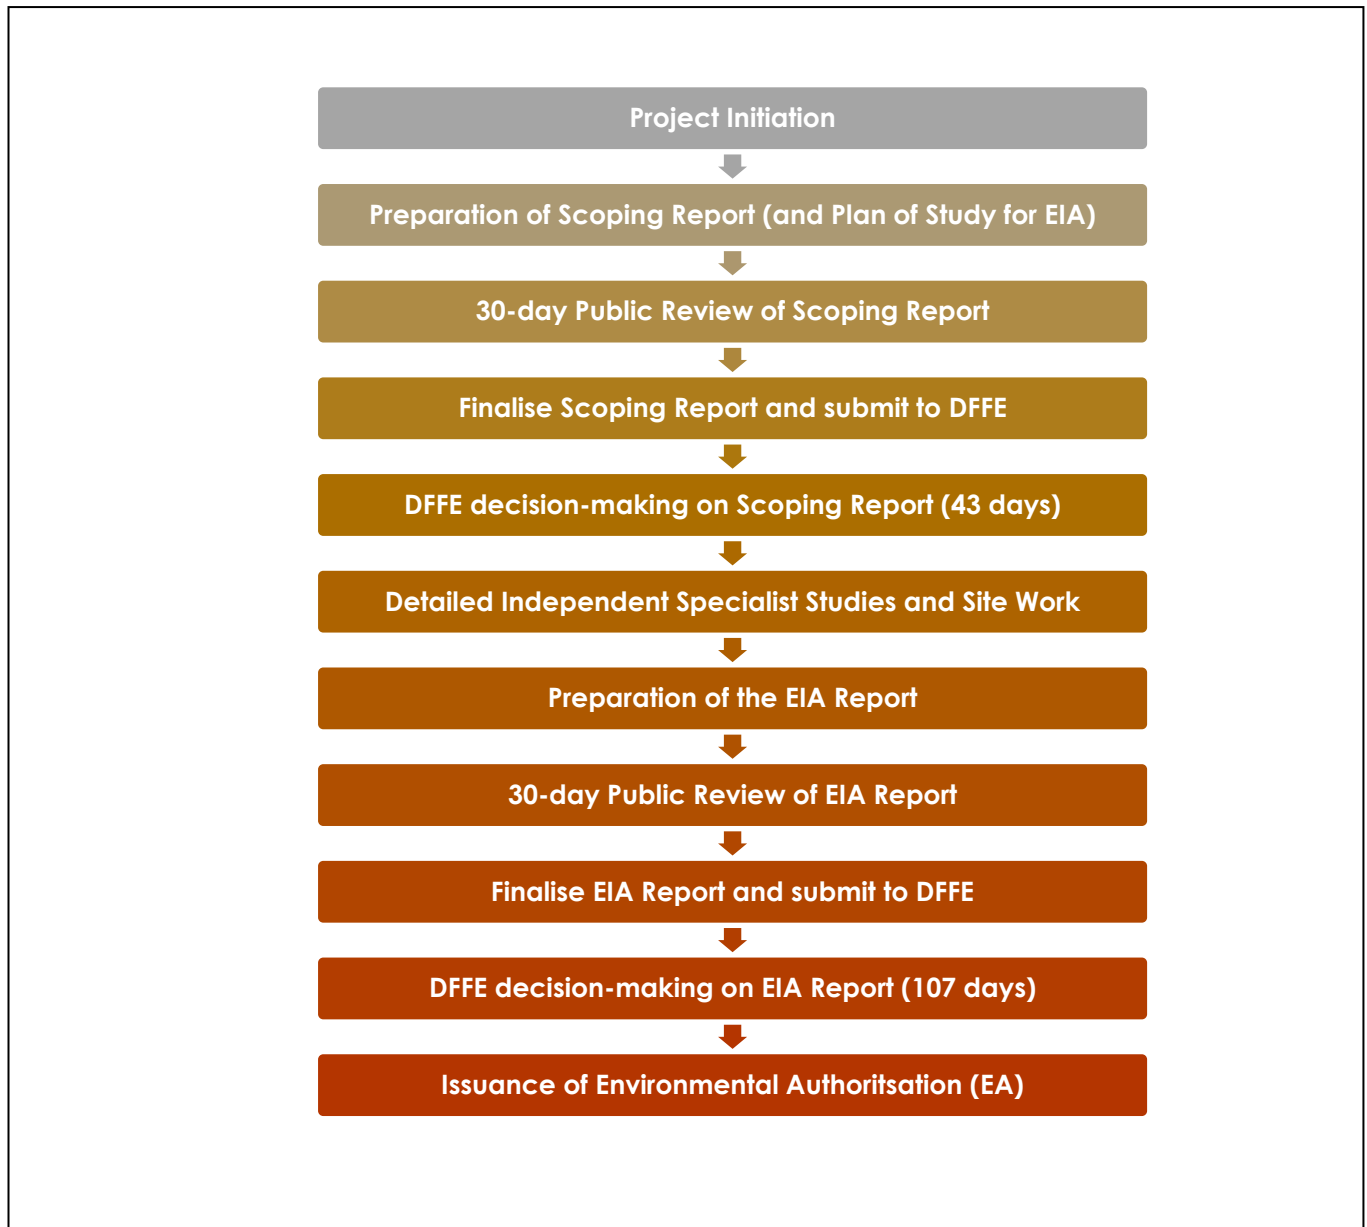 Project Initiation
Preparation of Scoping Report (and Plan of Study for EIA)
30-day Public Review of Scoping Report
Finalise Scoping Report and submit to DFFE
DFFE decision-making on Scoping Report (43 days)
Detailed Independent Specialist Studies and Site Work
Preparation of the EIA Report
30-day Public Review of EIA Report
Finalise EIA Report and submit to DFFE
DFFE decision-making on EIA Report (107 days)
Issuance of Environmental Authoritsation (EA)